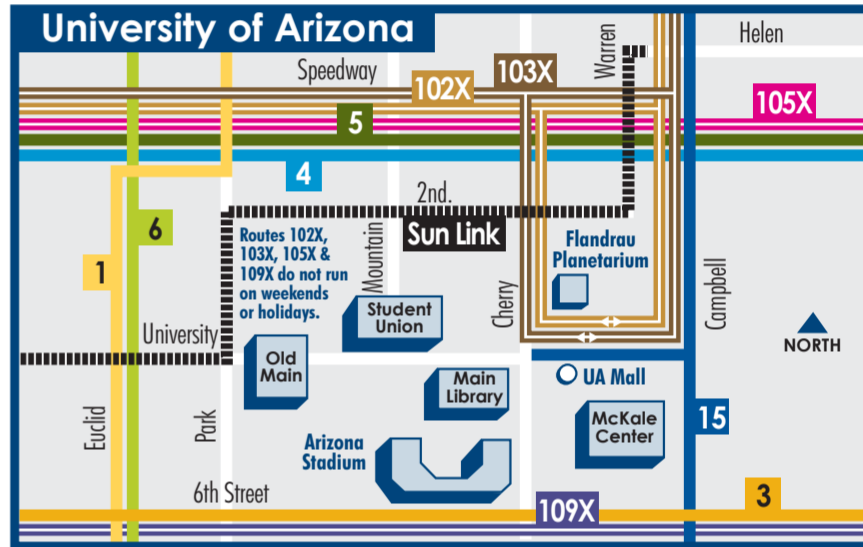 University of Arizona
Helen
Warren
Speedway
103X
102X
105X
5
4
2nd.
6
Sun Link
Routes 102X,
103X, 105X &
109X do not run
on weekends
or holidays.
Mountain
Flandrau
Planetarium
1
Cherry
Campbell
Student
Union
University
NORTH
Old
Main
UA Mall
Main
Library
McKale
Center
15
Euclid
Park
Arizona
Stadium
6th Street
3
109X